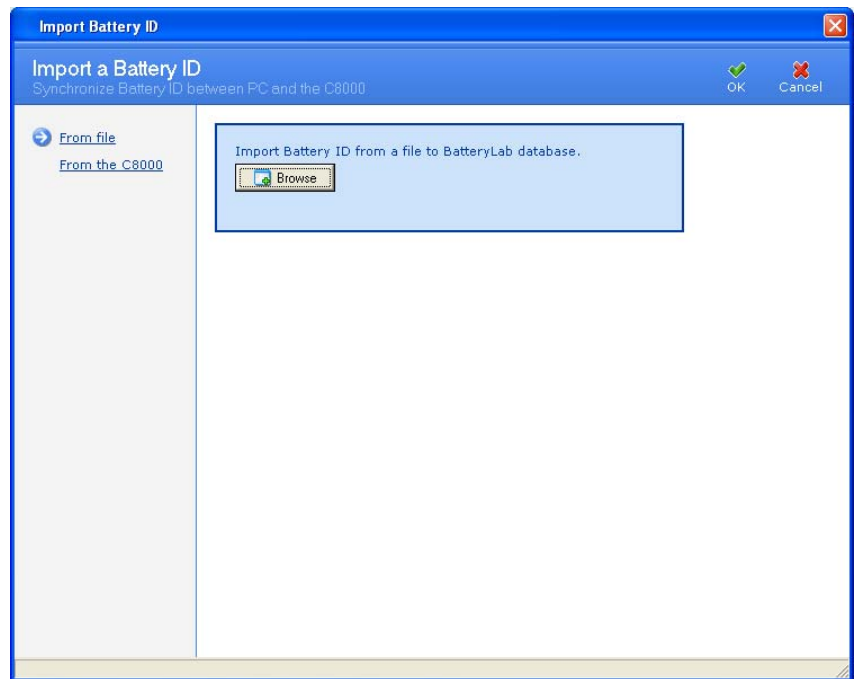 Import Battery ID
Import a Battery ID
Synchronize Battery ID between PC and the C8000
OK
Cancel
From file
From the C8000
Import Battery ID from a file to BatteryLab database.
Browse